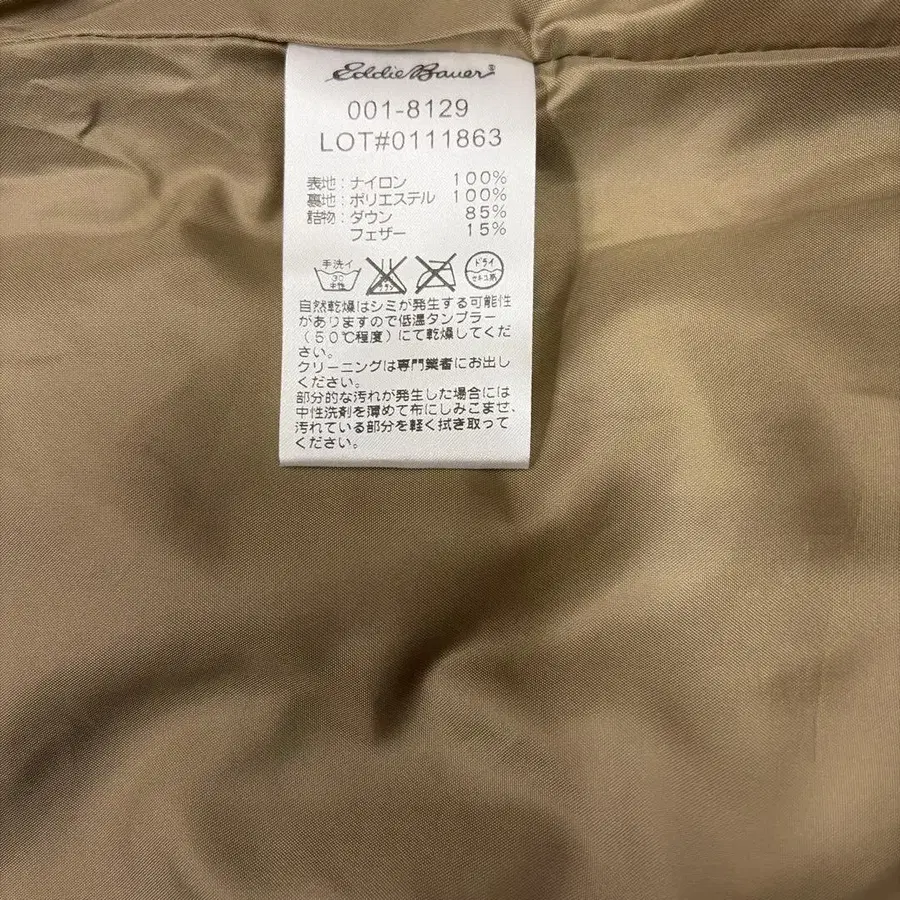 Eddie Bauer®
001-8129
LOT#0111863
表地：ナイロン 100%
裏地：ポリエステル 100%
詰物：ダウン 85%
フェザー 15%
手洗イ
30
中性
ドライ
セキユ系
自然乾燥はシミが発生する可能性
がありますので低温タンブラー
（50℃程度）にて乾燥してくだ
さい。
クリーニングは専門業者にお出し
ください。
部分的な汚れが発生した場合には
中性洗剤を薄めて布にしみこませ、
汚れている部分を軽く拭き取って
ください。